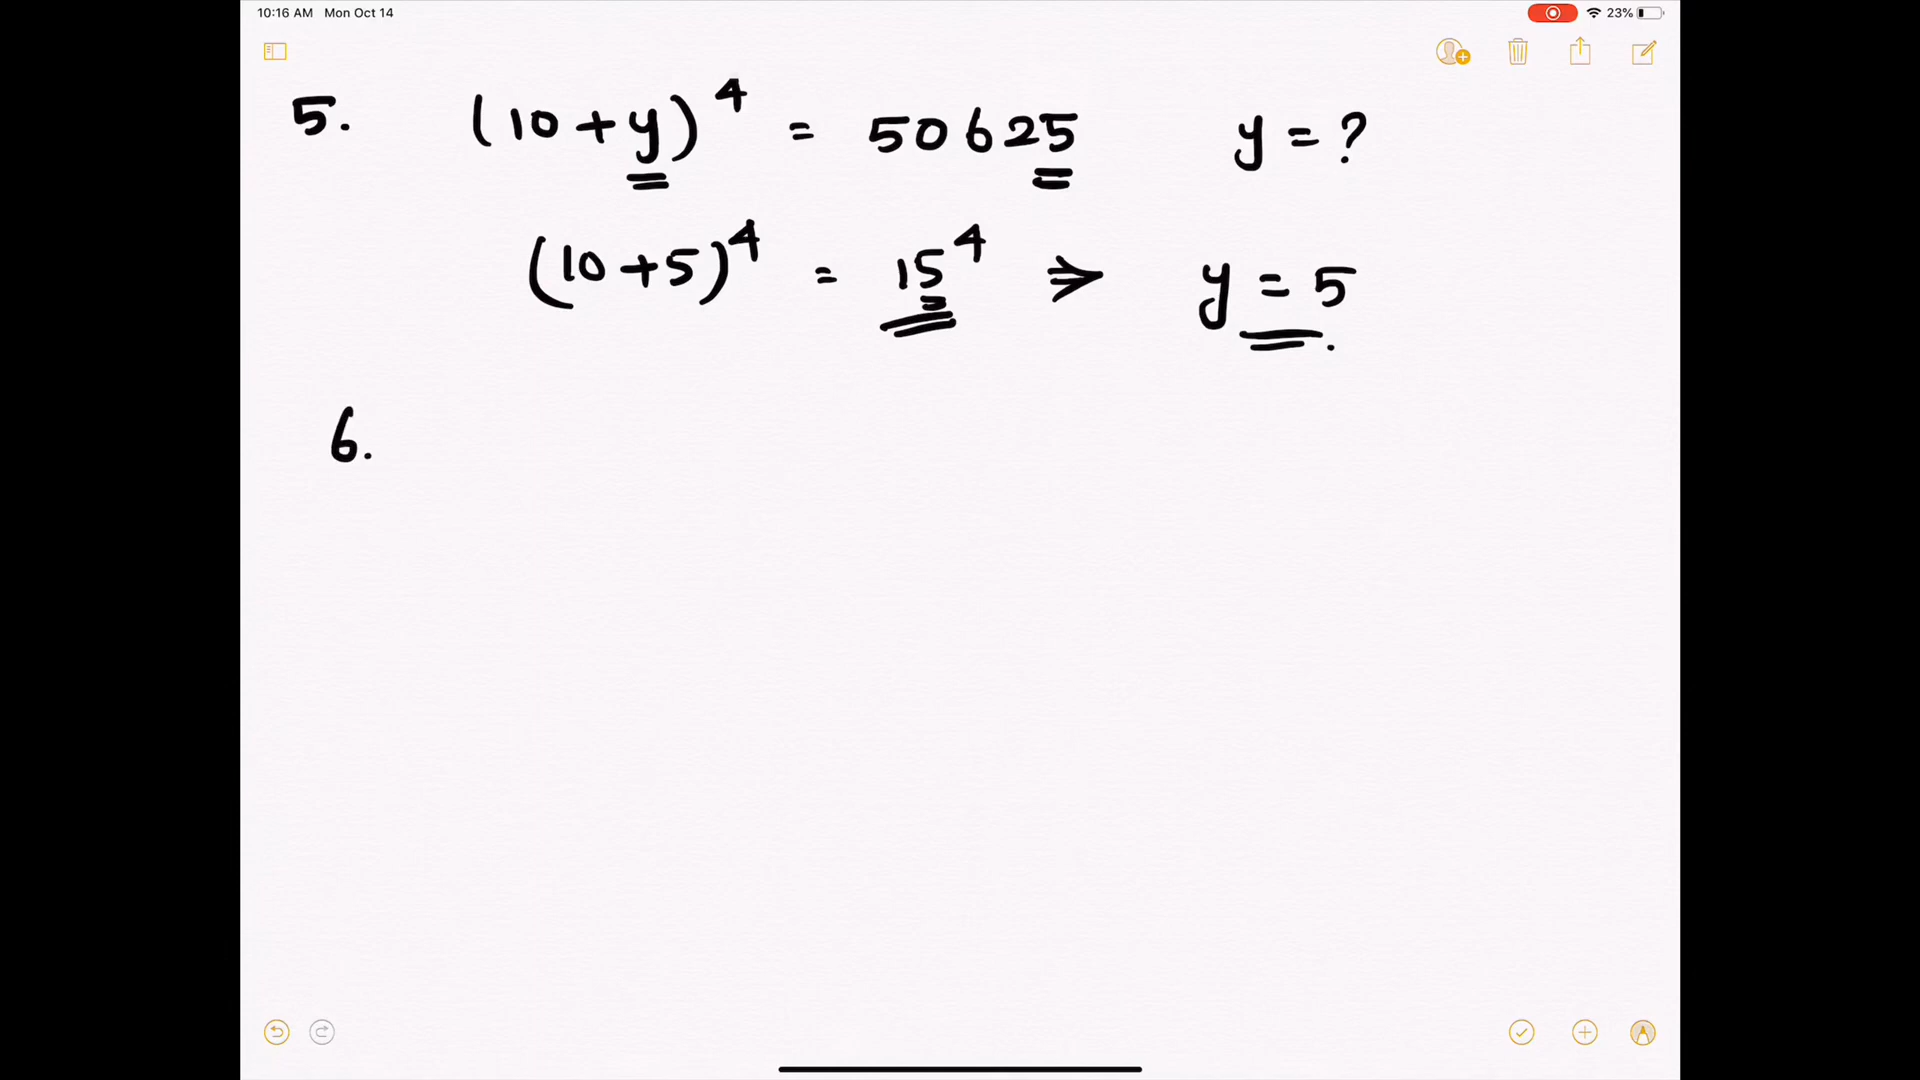 10:16 AM Mon Oct 14 23%
5. (10 + y)⁴ = 50625 y = ?
(10 + 5)⁴ = 15⁴ ⇒ y = 5.
6.